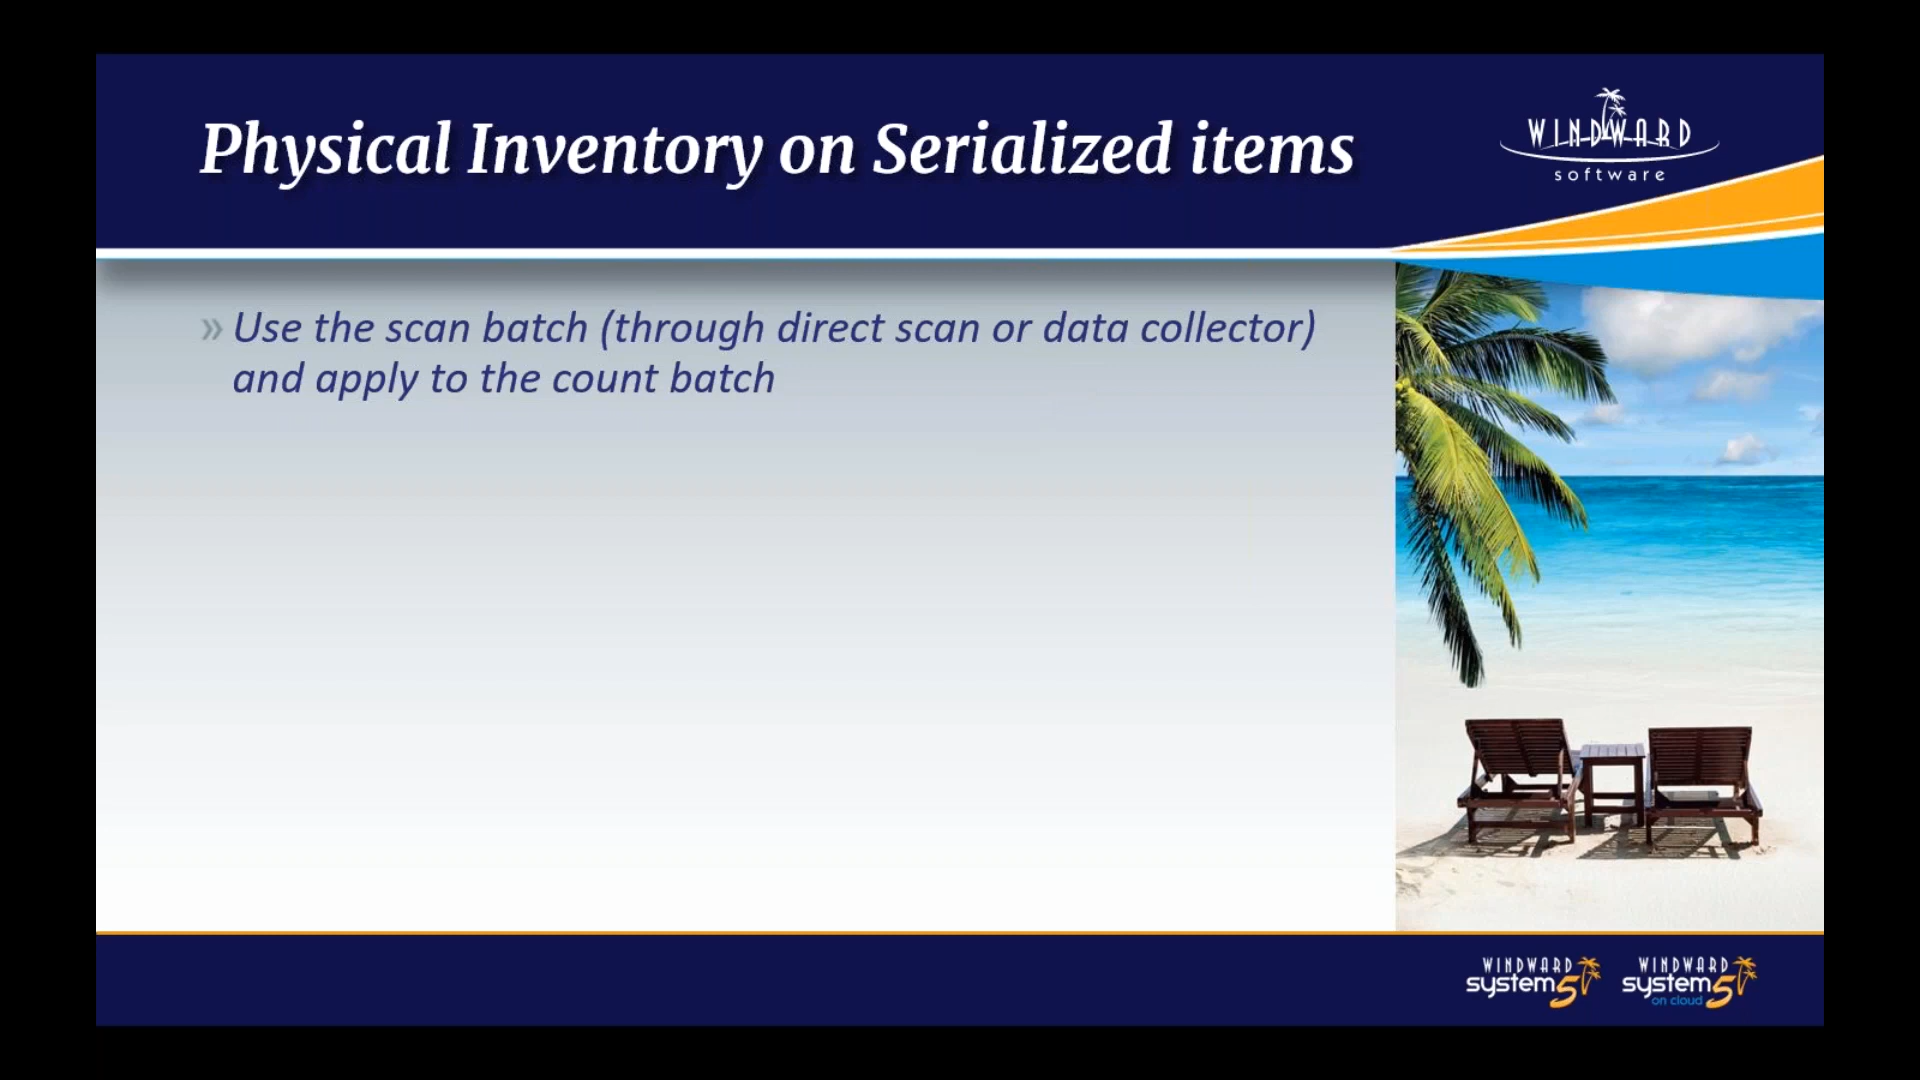 Physical Inventory on Serialized items
WINDWARD
software
» Use the scan batch (through direct scan or data collector)
and apply to the count batch
WINDWARD
system5
WINDWARD
system5
on cloud